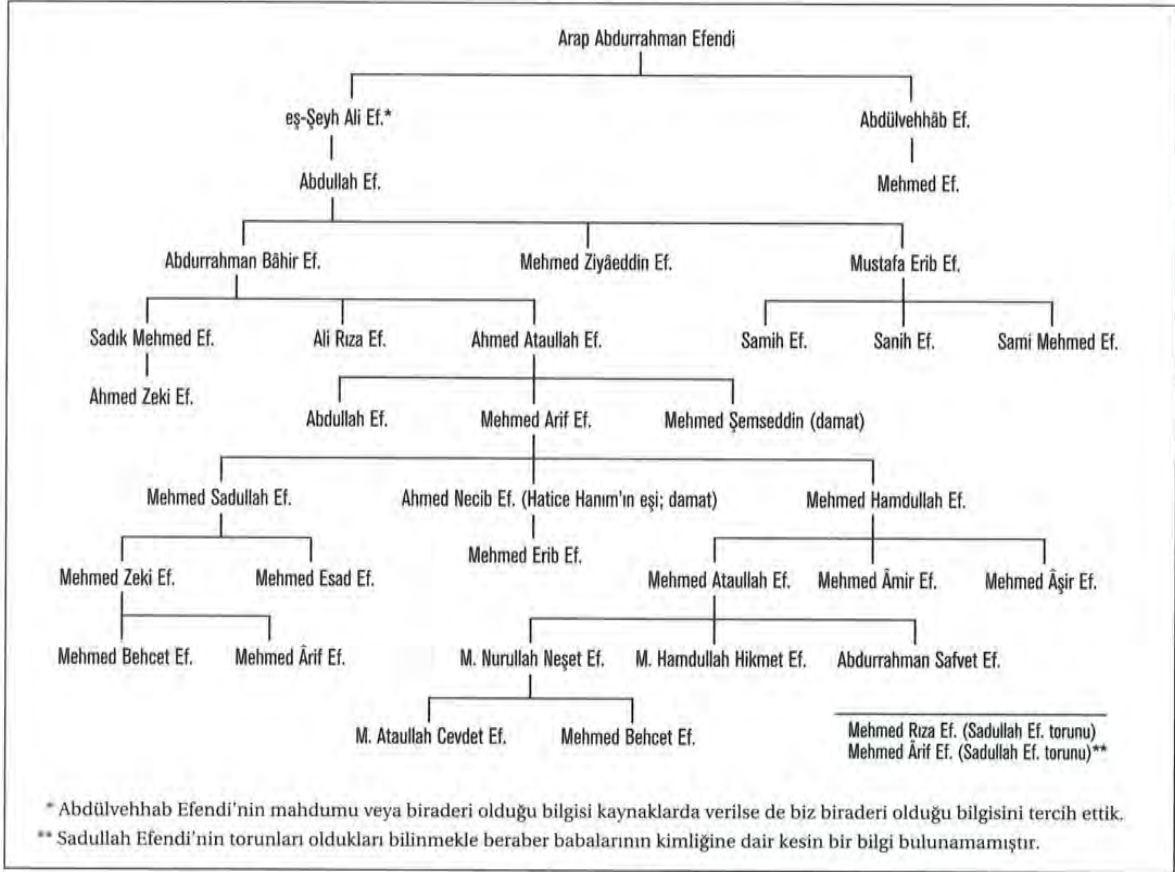 Arap Abdurrahman Efendi
eş-Şeyh Ali Ef.* Abdülvehhâb Ef.
Abdullah Ef. Mehmed Ef.
Abdurrahman Bâhir Ef. Mehmed Ziyâeddin Ef. Mustafa Erib Ef.
Sadık Mehmed Ef. Ali Rıza Ef. Ahmed Ataullah Ef. Samih Ef. Sanih Ef. Sami Mehmed Ef.
Ahmed Zeki Ef.
Abdullah Ef. Mehmed Arif Ef. Mehmed Şemseddin (damat)
Mehmed Sadullah Ef. Ahmed Necib Ef. (Hatice Hanım'ın eşi; damat) Mehmed Hamdullah Ef.
Mehmed Erib Ef.
Mehmed Zeki Ef. Mehmed Esad Ef. Mehmed Ataullah Ef. Mehmed Âmir Ef. Mehmed Âşir Ef.
Mehmed Behcet Ef. Mehmed Ârif Ef. M. Nurullah Neşet Ef. M. Hamdullah Hikmet Ef. Abdurrahman Safvet Ef.
M. Ataullah Cevdet Ef. Mehmed Behcet Ef.
Mehmed Rıza Ef. (Sadullah Ef. torunu)
Mehmed Ârif Ef. (Sadullah Ef. torunu)**
* Abdülvehhab Efendi'nin mahdumu veya biraderi olduğu bilgisi kaynaklarda verilse de biz biraderi olduğu bilgisini tercih ettik.
** Sadullah Efendi'nin torunları oldukları bilinmekle beraber babalarının kimliğine dair kesin bir bilgi bulunamamıştır.